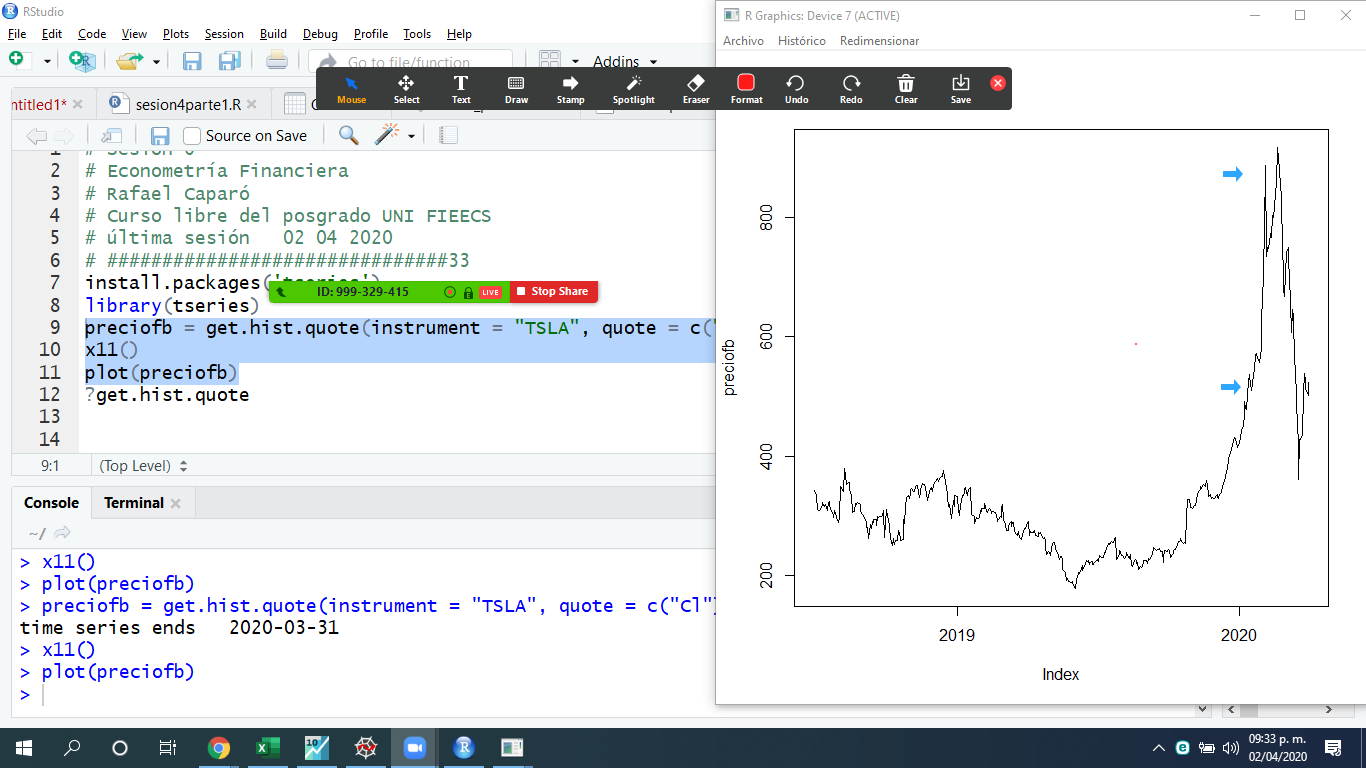 RStudio
File Edit Code View Plots Session Build Debug Profile Tools Help
Go to file/function
Addins
ntitled1*
sesion4parte1.R
Source on Save
2 # Econometría Financiera
3 # Rafael Caparó
4 # Curso libre del posgrado UNI FIEECS
5 # última sesión 02 04 2020
6 # ###############################33
7 install.packages('tseries')
8 library(tseries)
9 preciofb = get.hist.quote(instrument = "TSLA", quote = c("
10 x11()
11 plot(preciofb)
12 ?get.hist.quote
13
14
9:1 (Top Level)
Console Terminal
~/
> x11()
> plot(preciofb)
> preciofb = get.hist.quote(instrument = "TSLA", quote = c("Cl")
time series ends 2020-03-31
> x11()
> plot(preciofb)
>
ID: 999-329-415 LIVE Stop Share
Mouse Select Text Draw Stamp Spotlight Eraser Format Undo Redo Clear Save
R Graphics: Device 7 (ACTIVE)
Archivo Histórico Redimensionar
preciofb
800
600
400
200
2019 2020
Index
09:33 p. m.
02/04/2020